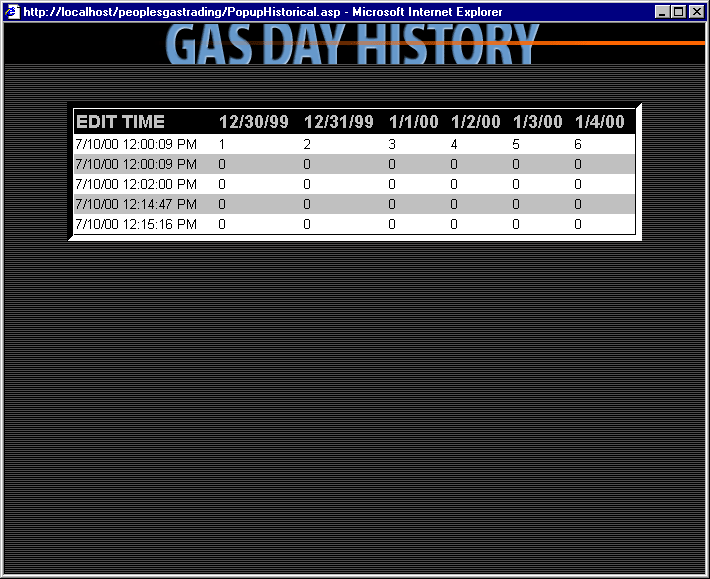 http://localhost/peoplesgastrading/PopupHistorical.asp - Microsoft Internet Explorer
GAS DAY HISTORY
EDIT TIME 12/30/99 12/31/99 1/1/00 1/2/00 1/3/00 1/4/00
7/10/00 12:00:09 PM 1 2 3 4 5 6
7/10/00 12:00:09 PM 0 0 0 0 0 0
7/10/00 12:02:00 PM 0 0 0 0 0 0
7/10/00 12:14:47 PM 0 0 0 0 0 0
7/10/00 12:15:16 PM 0 0 0 0 0 0